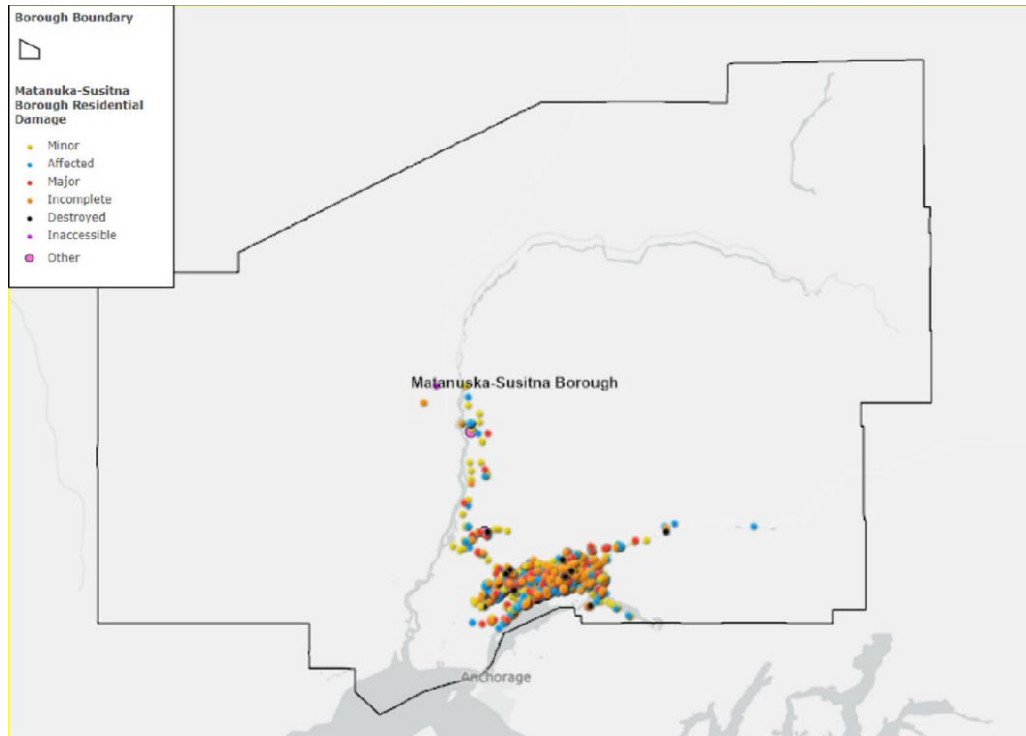 Borough Boundary
Matanuka-Susitna
Borough Residential
Damage
Minor
Affected
Major
Incomplete
Destroyed
Inaccessible
Other
Matanuska-Susitna Borough
Anchorage